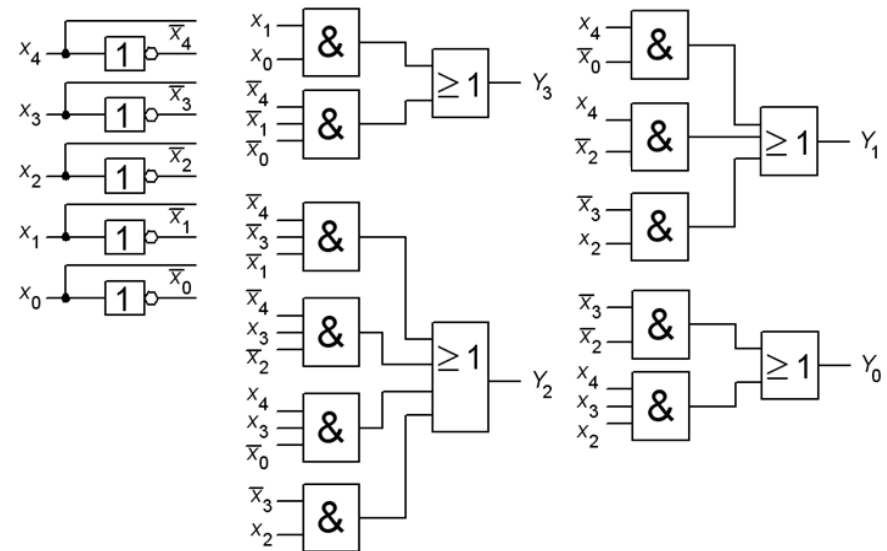 x̅₄
x₄ 1
x̅₃
x₃ 1
x̅₂
x₂ 1
x̅₁
x₁ 1
x̅₀
x₀ 1
x₁
x₀
&
x̅₄
x̅₁
x̅₀
&
≥ 1
Y₃
x̅₄
x̅₃
x̅₁
&
x̅₄
x₃
x̅₂
&
x₄
x₃
x̅₀
&
x̅₃
x₂
&
≥ 1
Y₂
x₄
x̅₀
&
x₄
x̅₂
&
x̅₃
x₂
&
≥ 1
Y₁
x̅₃
x̅₂
&
x₄
x₃
x₂
&
≥ 1
Y₀